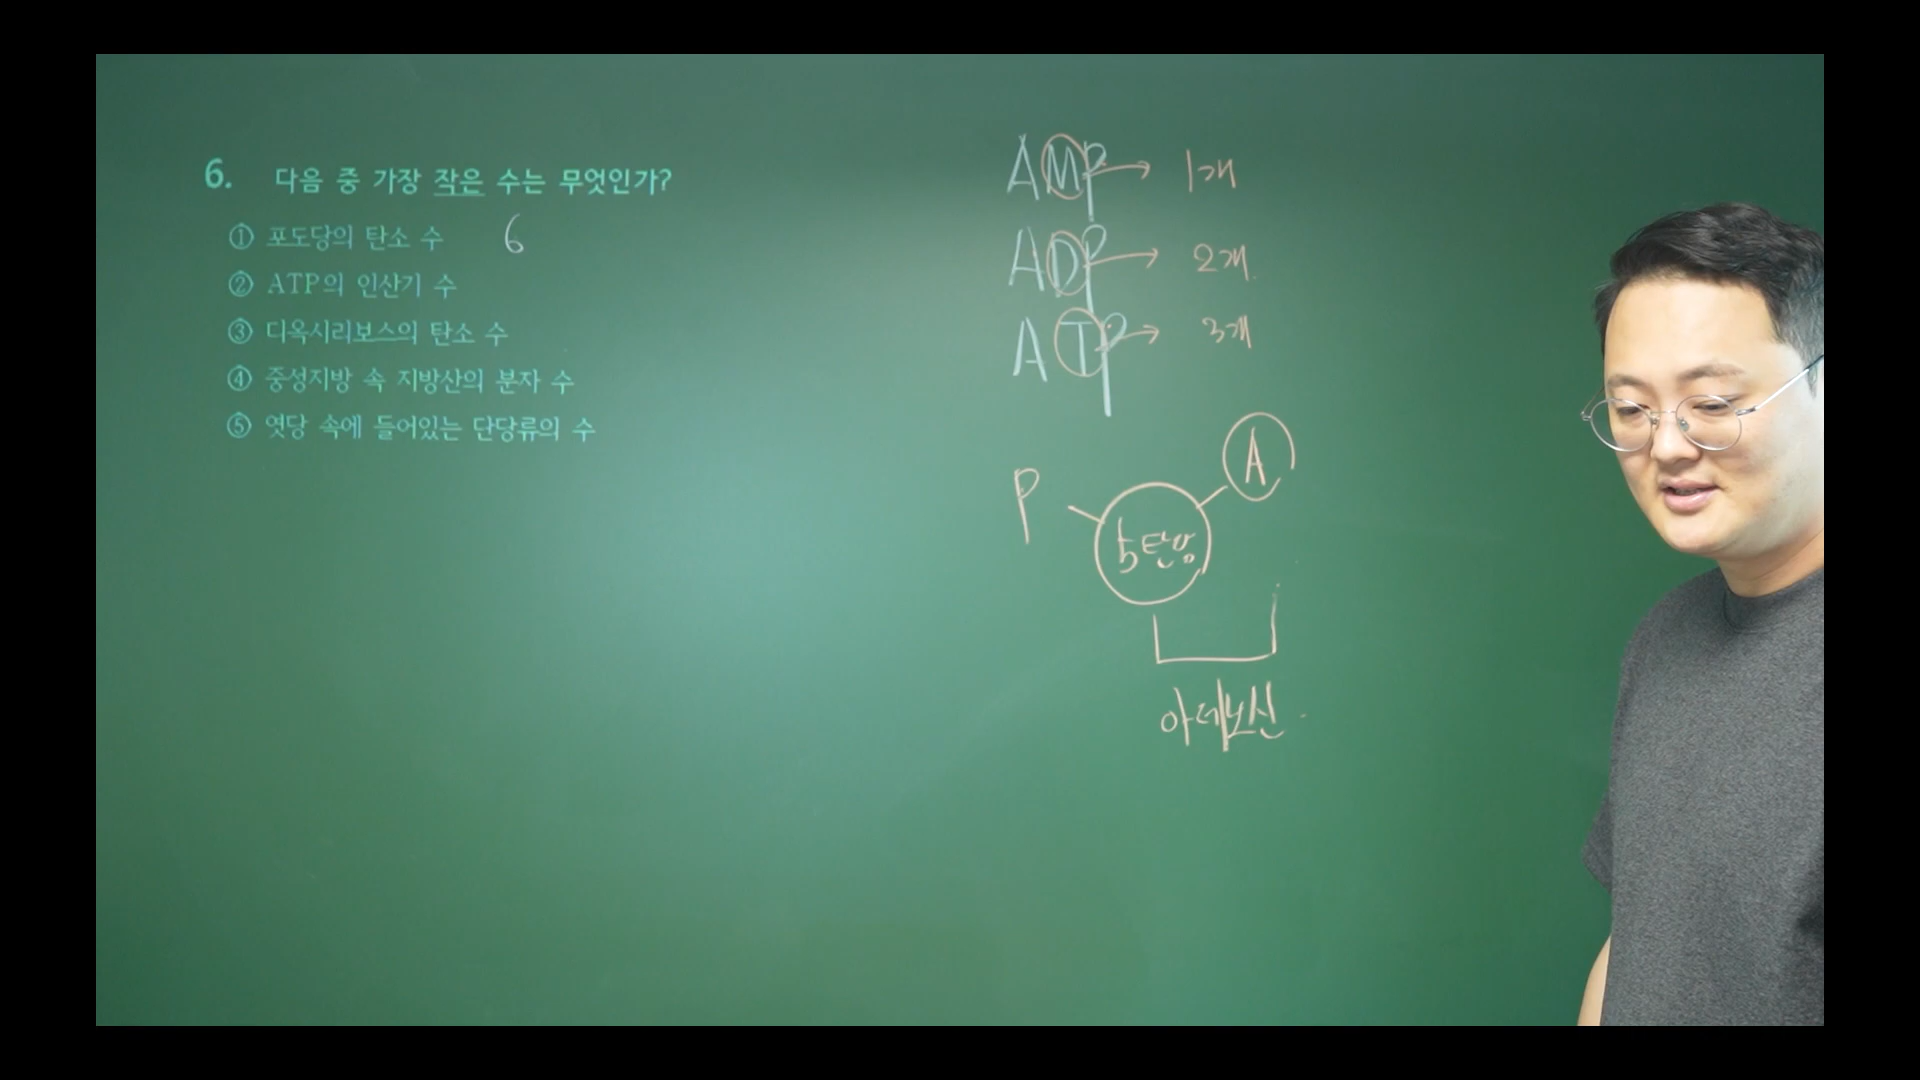 6. 다음 중 가장 작은 수는 무엇인가?
① 포도당의 탄소 수 6
② ATP의 인산기 수
③ 디옥시리보스의 탄소 수
④ 중성지방 속 지방산의 분자 수
⑤ 엿당 속에 들어있는 단당류의 수
AMP → 1개
ADP → 2개
ATP → 3개
A
P
5탄당
아데노신